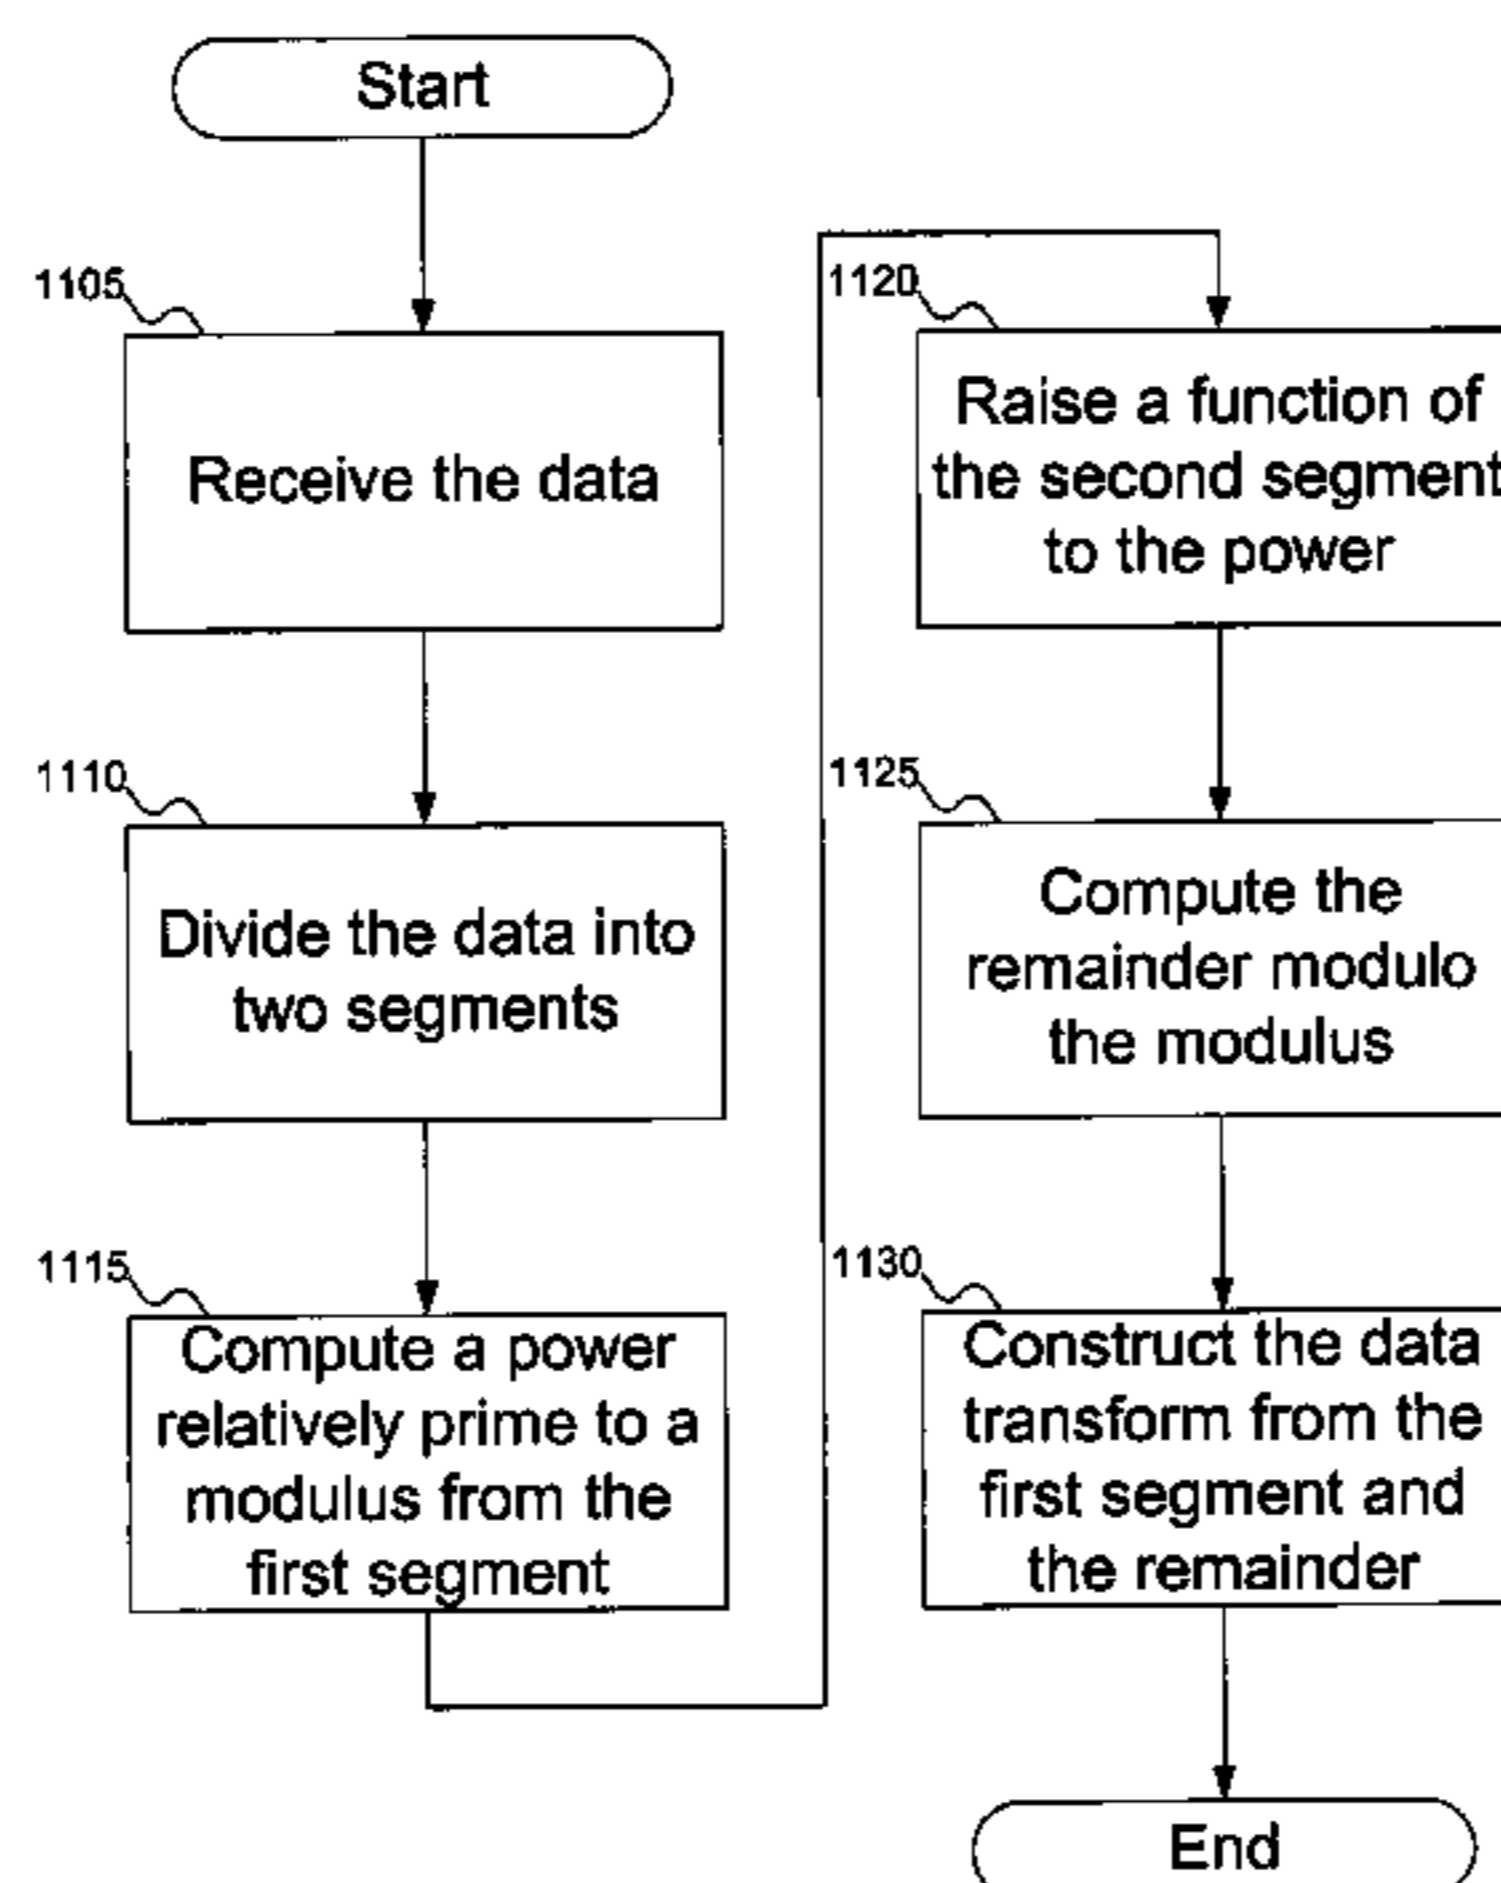 Start
1105
Receive the data
1110
Divide the data into
two segments
1115
Compute a power
relatively prime to a
modulus from the
first segment
1120
Raise a function of
the second segment
to the power
1125
Compute the
remainder modulo
the modulus
1130
Construct the data
transform from the
first segment and
the remainder
End